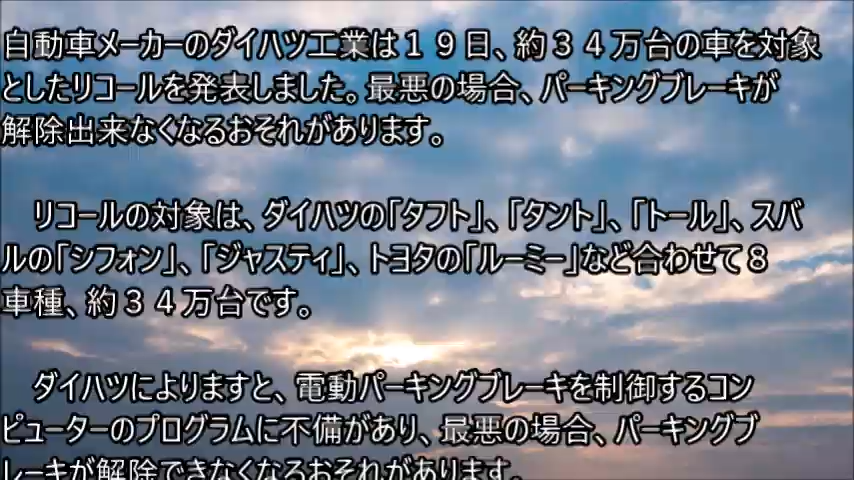 自動車メーカーのダイハツ工業は１９日、約３４万台の車を対象
としたリコールを発表しました。最悪の場合、パーキングブレーキが
解除出来なくなるおそれがあります。
リコールの対象は、ダイハツの「タフト」、「タント」、「トール」、スバ
ルの「シフォン」、「ジャスティ」、トヨタの「ルーミー」など合わせて８
車種、約３４万台です。
ダイハツによりますと、電動パーキングブレーキを制御するコン
ピューターのプログラムに不備があり、最悪の場合、パーキングブ
レーキが解除できなくなるおそれがあります。